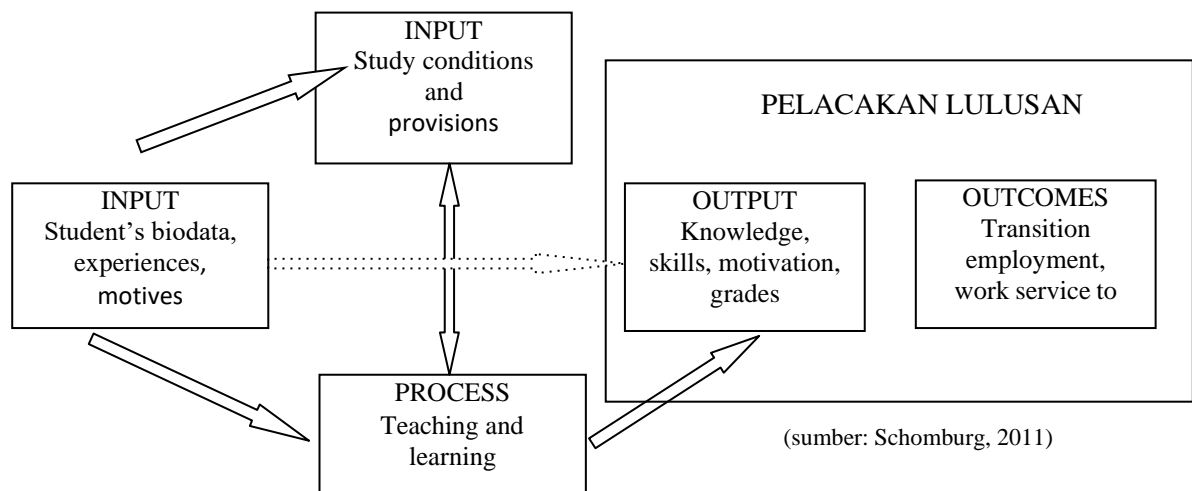 INPUT
Study conditions
and
provisions
PELACAKAN LULUSAN
INPUT
Student's biodata,
experiences,
motives
OUTPUT
Knowledge,
skills, motivation,
grades
OUTCOMES
Transition
employment,
work service to
PROCESS
Teaching and
learning
(sumber: Schomburg, 2011)